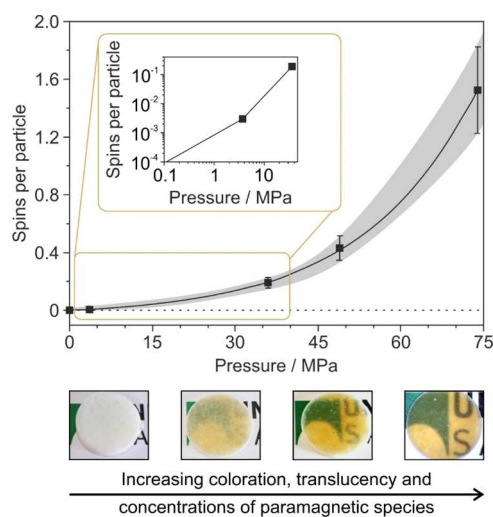 2.0
1.6
1.2
0.8
0.4
0
Spins per particle
10⁻¹
10⁻²
10⁻³
10⁻⁴
Spins per particle
0.1 1 10
Pressure / MPa
0 15 30 45 60 75
Pressure / MPa
U
S
U
S
Increasing coloration, translucency and
concentrations of paramagnetic species